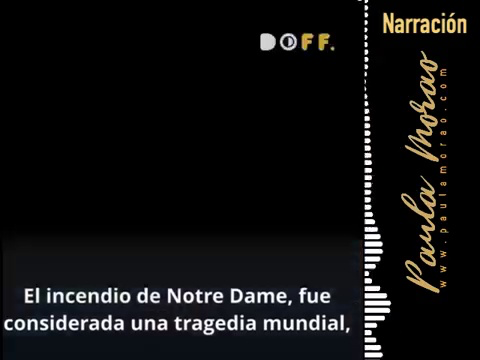 DOFF.
Narración
Paula Morao
www.paulamorao.com
El incendio de Notre Dame, fue
considerada una tragedia mundial,